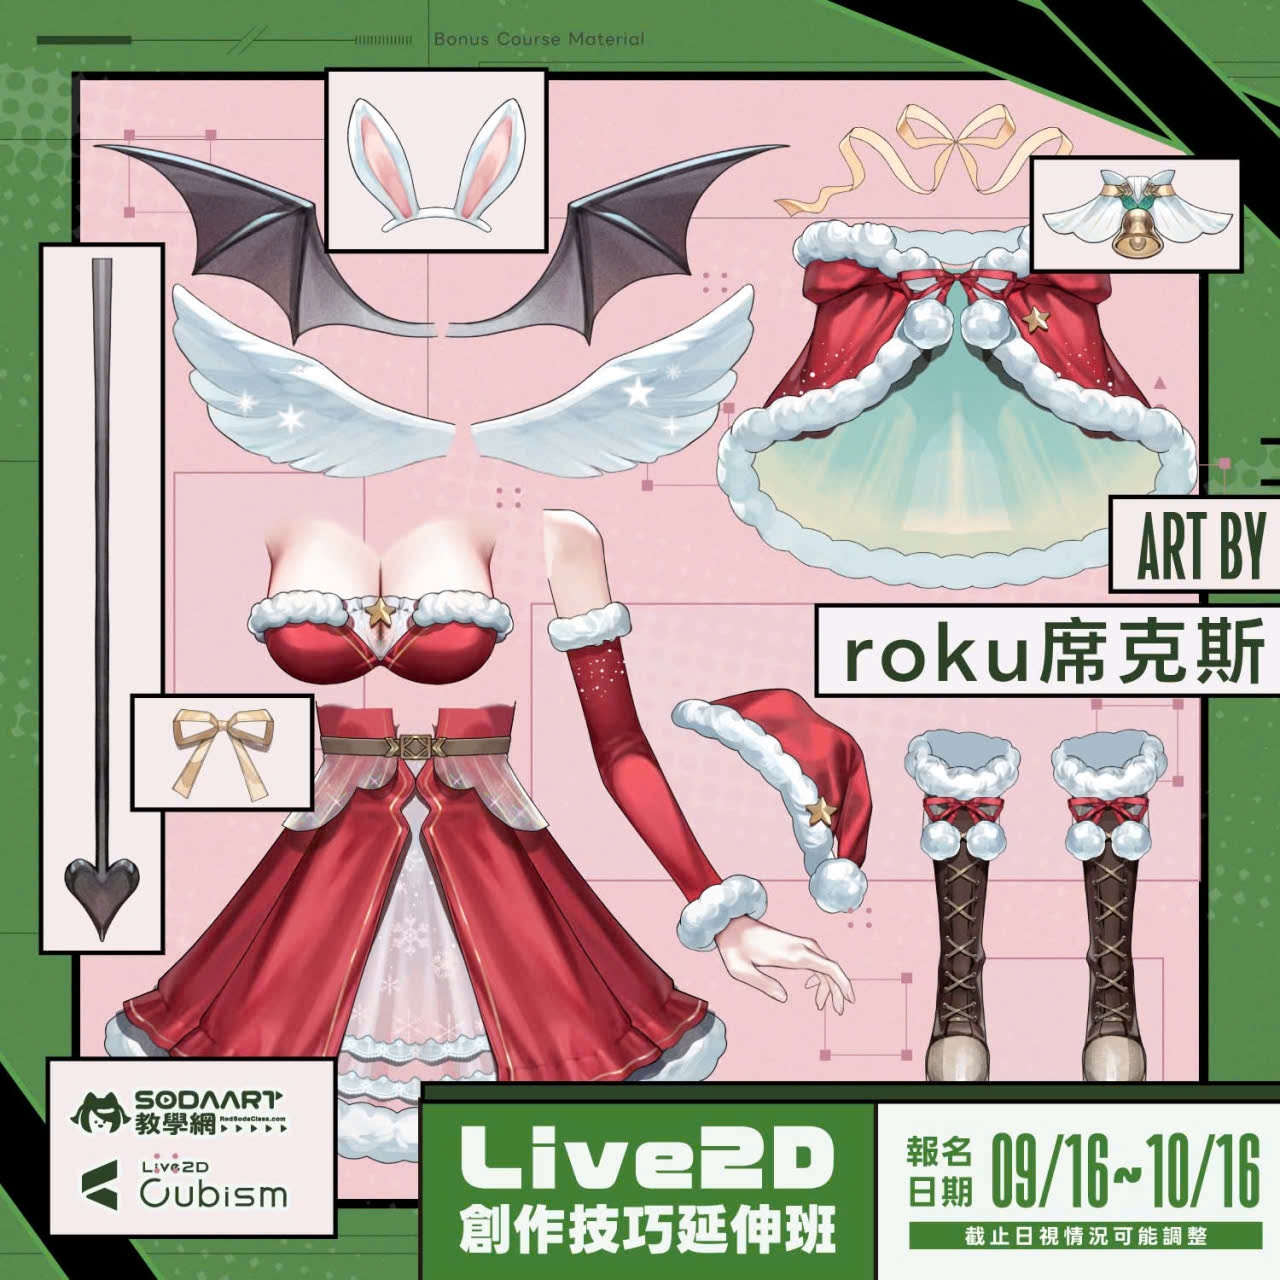 Bonus Course Material
ART BY
roku席克斯
SODAART
教學網
RedSodaClass.com
Live2D
Cubism
Live2D
創作技巧延伸班
報名
日期
09/16~10/16
截止日視情況可能調整